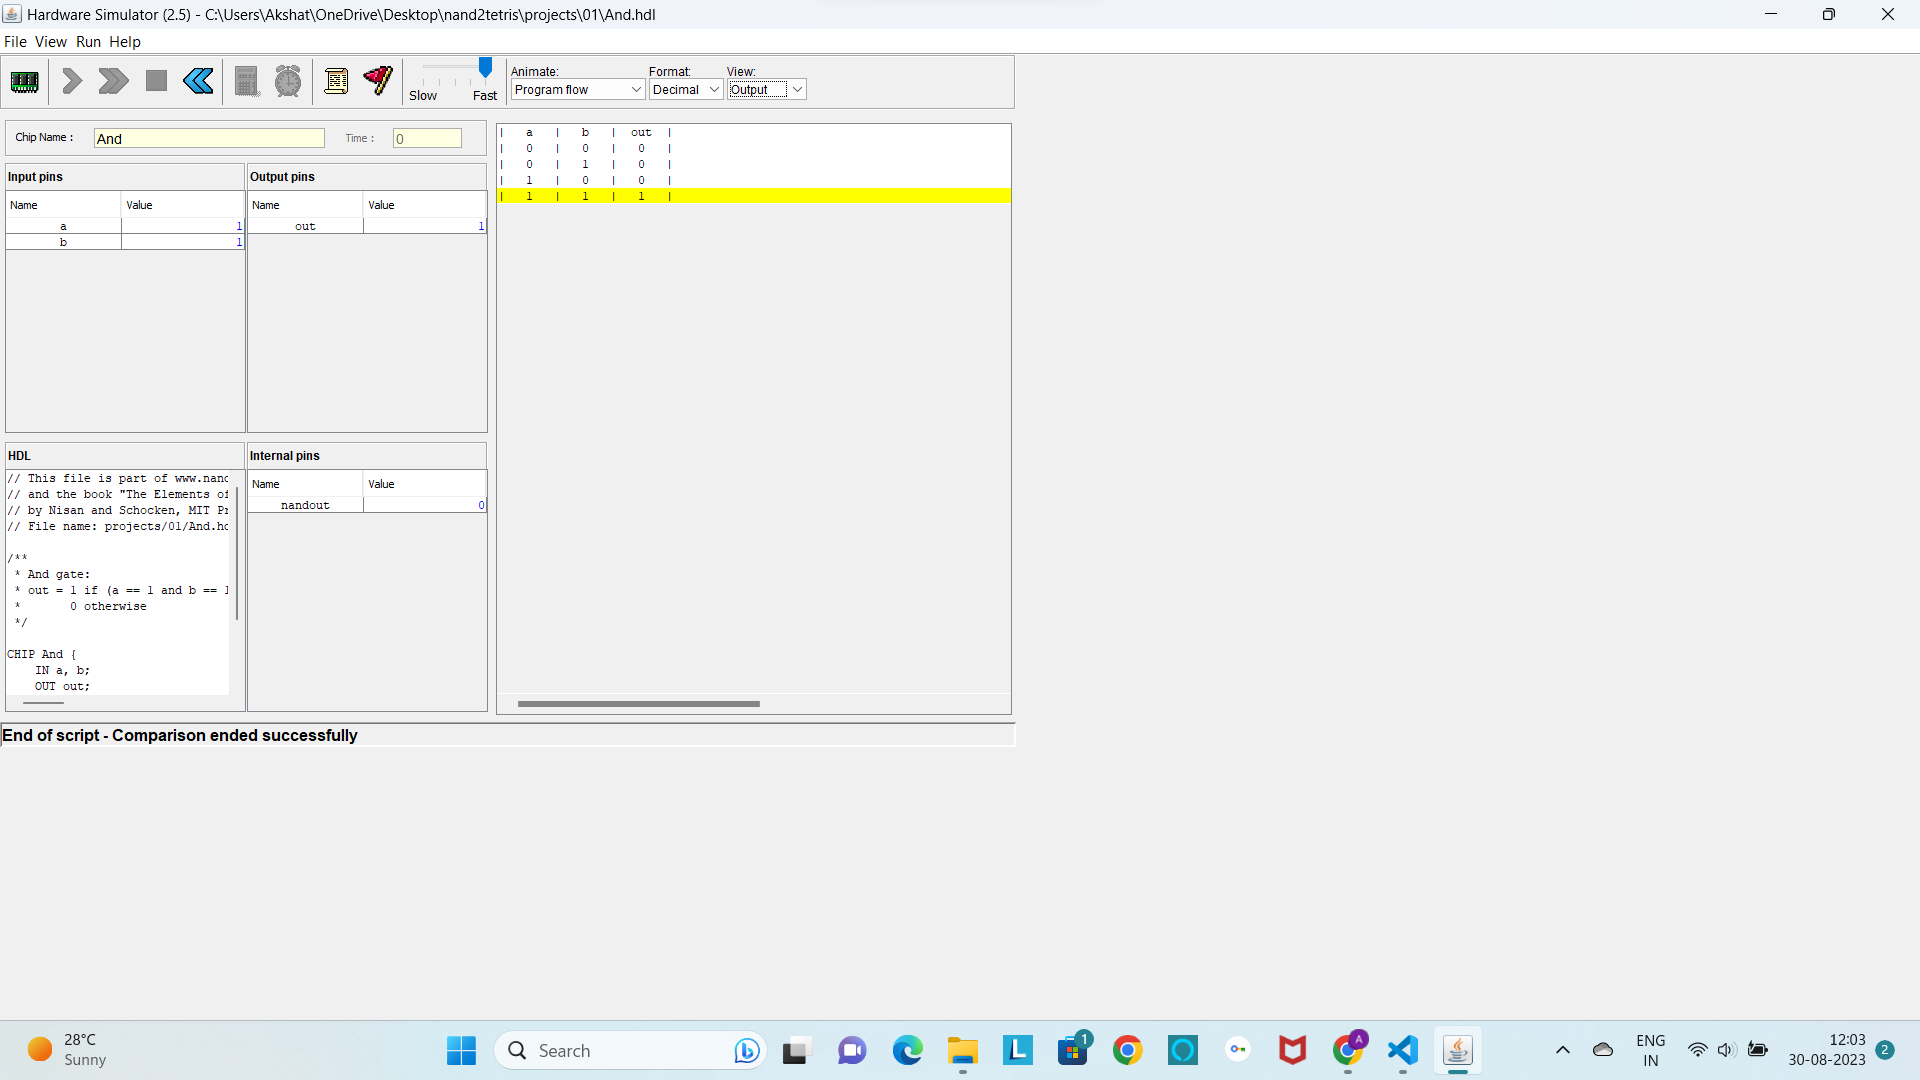 Hardware Simulator (2.5) - C:\Users\Akshat\OneDrive\Desktop\nand2tetris\projects\01\And.hdl
File View Run Help
Slow Fast
Animate: Format: View:
Program flow Decimal Output
Chip Name : And Time : 0
Input pins
Name Value
a 1
b 1
Output pins
Name Value
out 1
| a | b | out |
| 0 | 0 | 0 |
| 0 | 1 | 0 |
| 1 | 0 | 0 |
| 1 | 1 | 1 |
HDL
// This file is part of www.nand
// and the book "The Elements of
// by Nisan and Schocken, MIT Pr
// File name: projects/01/And.hd
/**
* And gate:
* out = 1 if (a == 1 and b == 1
* 0 otherwise
*/
CHIP And {
IN a, b;
OUT out;
Internal pins
Name Value
nandout 0
End of script - Comparison ended successfully
28°C
Sunny
Search
L
1
A
ENG
IN
12:03
30-08-2023
2